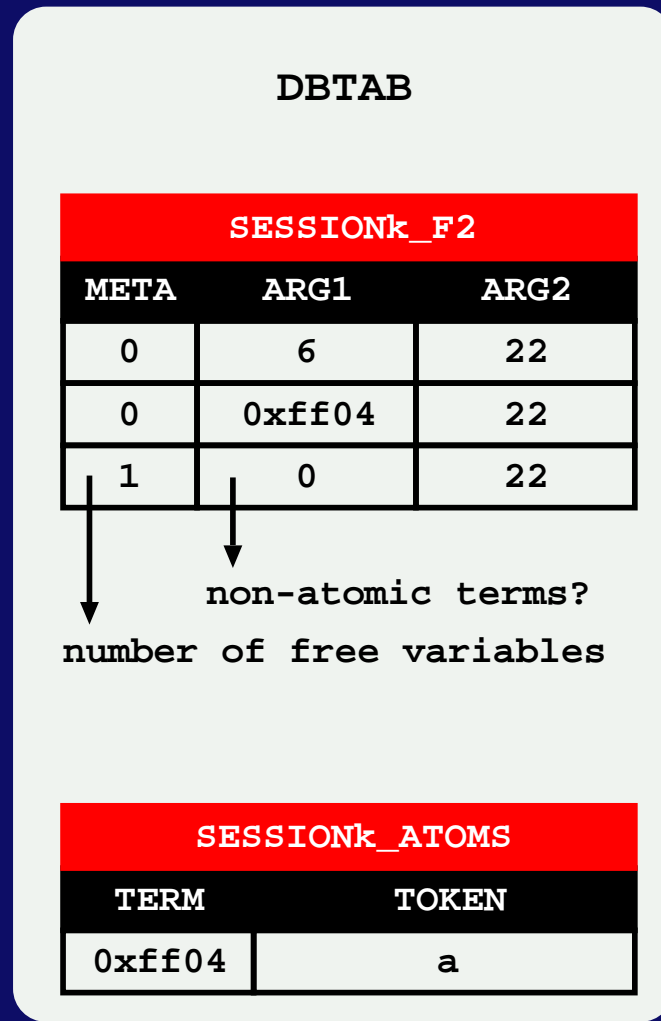 DBTAB
SESSIONk_F2
META ARG1 ARG2
0 6 22
0 0xff04 22
1 0 22
non-atomic terms?
number of free variables
SESSIONk_ATOMS
TERM TOKEN
0xff04 a